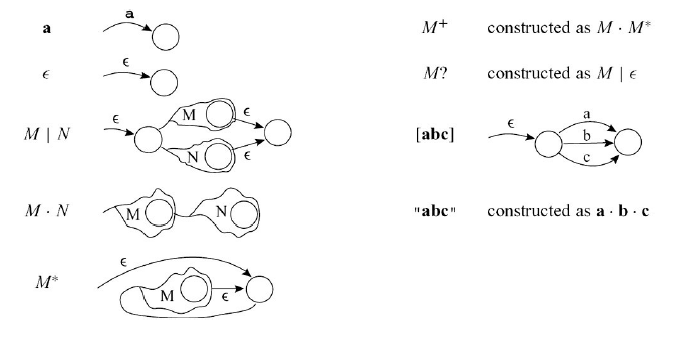 a
a
M⁺ constructed as M · M*
ϵ
ϵ
M? constructed as M | ϵ
M | N
ϵ
M
ϵ
N
ϵ
[abc]
ϵ
a
b
c
M · N
M
N
"abc" constructed as a · b · c
M*
ϵ
M
ϵ